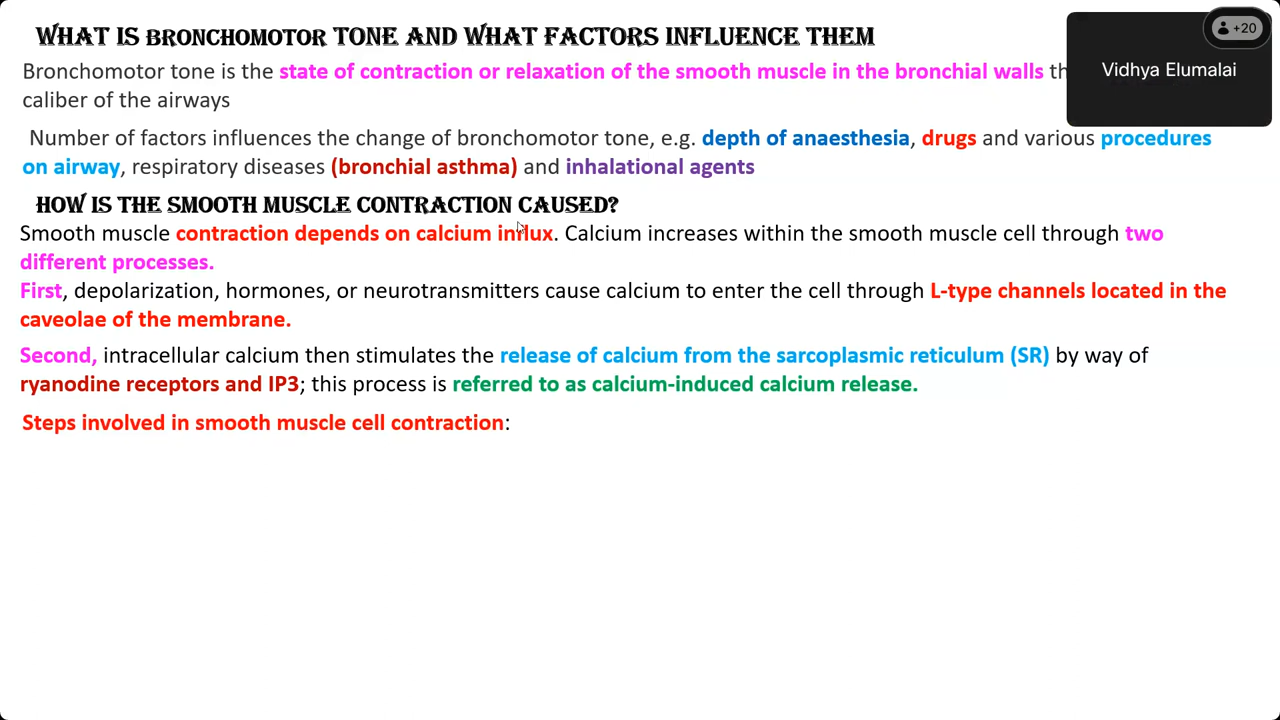 WHAT IS BRONCHOMOTOR TONE AND WHAT FACTORS INFLUENCE THEM
+20
Vidhya Elumalai
Bronchomotor tone is the state of contraction or relaxation of the smooth muscle in the bronchial walls
caliber of the airways
Number of factors influences the change of bronchomotor tone, e.g. depth of anaesthesia, drugs and various procedures
on airway, respiratory diseases (bronchial asthma) and inhalational agents
HOW IS THE SMOOTH MUSCLE CONTRACTION CAUSED?
Smooth muscle contraction depends on calcium influx. Calcium increases within the smooth muscle cell through two
different processes.
First, depolarization, hormones, or neurotransmitters cause calcium to enter the cell through L-type channels located in the
caveolae of the membrane.
Second, intracellular calcium then stimulates the release of calcium from the sarcoplasmic reticulum (SR) by way of
ryanodine receptors and IP3; this process is referred to as calcium-induced calcium release.
Steps involved in smooth muscle cell contraction: